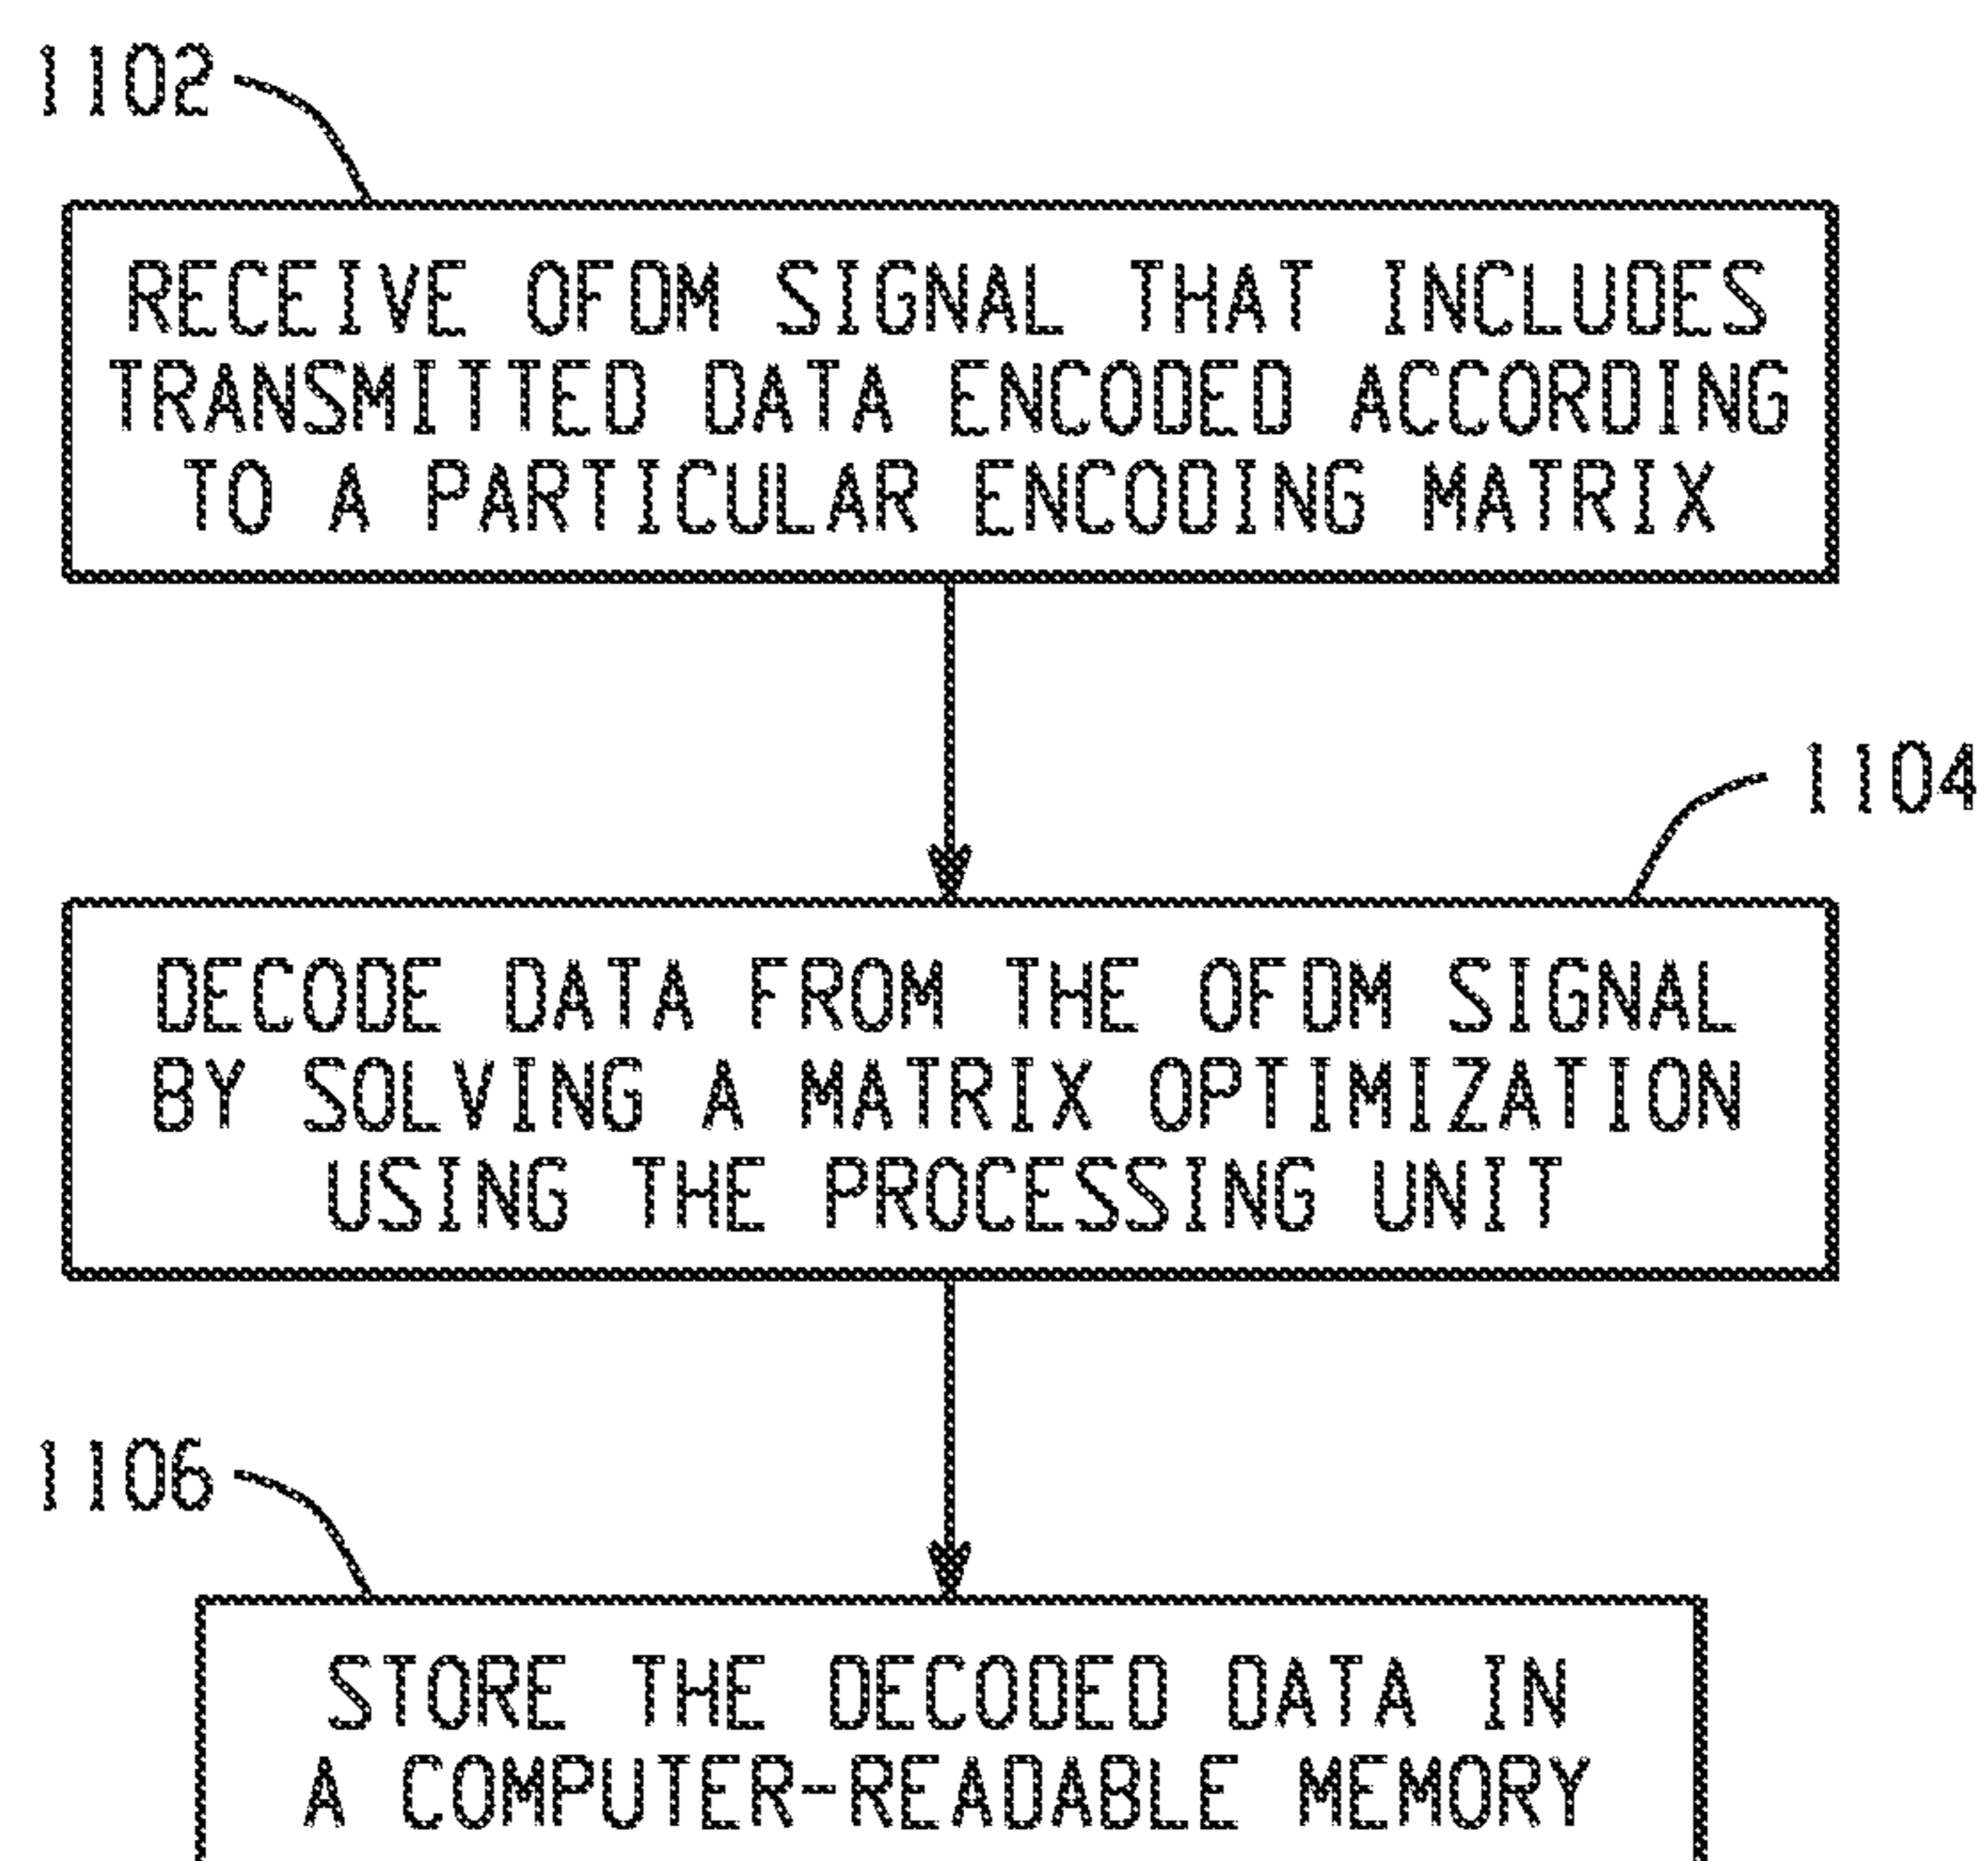 1102
RECEIVE OFDM SIGNAL THAT INCLUDES
TRANSMITTED DATA ENCODED ACCORDING
TO A PARTICULAR ENCODING MATRIX
1104
DECODE DATA FROM THE OFDM SIGNAL
BY SOLVING A MATRIX OPTIMIZATION
USING THE PROCESSING UNIT
1106
STORE THE DECODED DATA IN
A COMPUTER-READABLE MEMORY